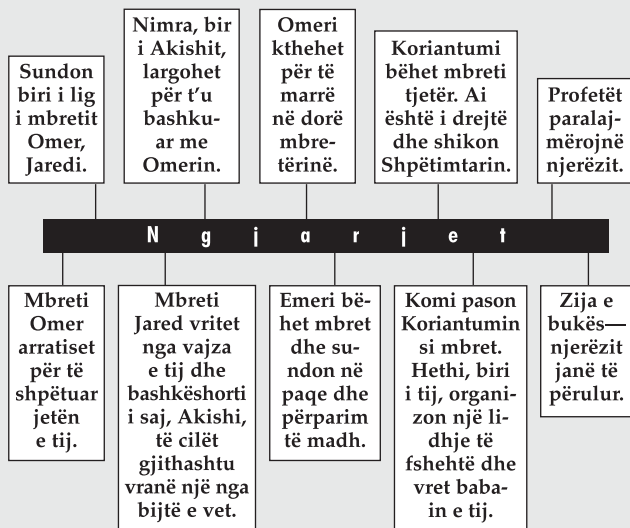 Sundon
biri i lig
i mbretit
Omer,
Jaredi.
Nimra, bir
i Akishit,
largohet
për t’u
bashku-
ar me
Omerin.
Omeri
kthehet
për të
marrë
në dorë
mbre-
tërinë.
Koriantumi
bëhet mbreti
tjetër. Ai
është i drejtë
dhe shikon
Shpëtimtarin.
Profetët
paralaj-
mërojnë
njerëzit.
Ngjarjet
Mbreti
Omer
arratiset
për të
shpëtuar
jetën
e tij.
Mbreti
Jared vritet
nga vajza
e tij dhe
bashkëshorti
i saj, Akishi,
të cilët
gjithashtu
vranë një nga
bijtë e vet.
Emeri bë-
het mbret
dhe su-
ndon në
paqe dhe
përparim
të madh.
Komi pason
Koriantumin
si mbret.
Hethi, biri
i tij, organi-
zon një li-
dhje të
fshehtë dhe
vret baba-
in e tij.
Zija e
bukës—
njerëzit
janë të
përulur.